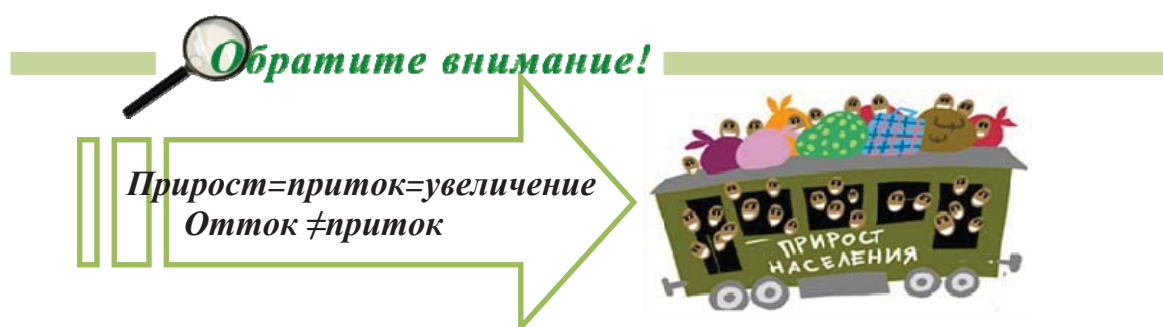 Обратите внимание!
Прирост=приток=увеличение
Отток ≠приток
ПРИРОСТ
НАСЕЛЕНИЯ